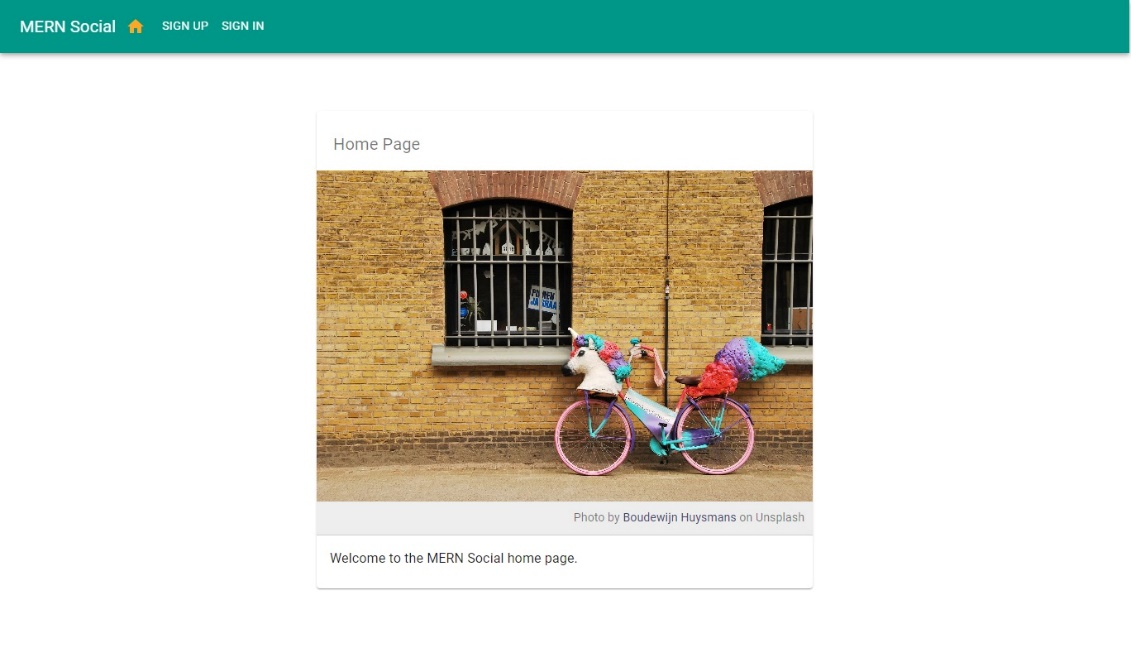 MERN Social SIGN UP SIGN IN
Home Page
Photo by Boudewijn Huysmans on Unsplash
Welcome to the MERN Social home page.